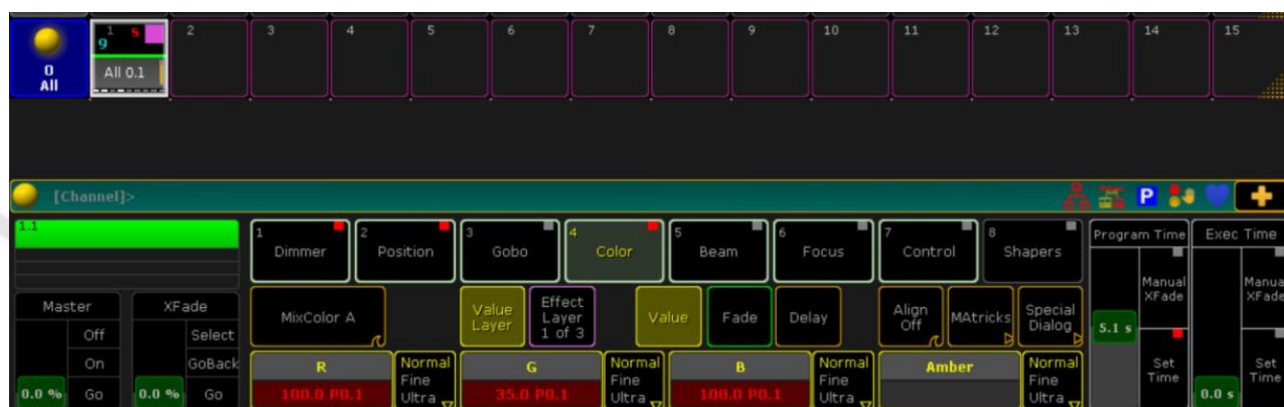 1 S 2 3 4 5 6 7 8 9 10 11 12 13 14 15
9
0
All
All 0.1
[Channel]>
P
1.1
1 Dimmer
2 Position
3 Gobo
4 Color
5 Beam
6 Focus
7 Control
8 Shapers
Program Time
Exec Time
Master
XFade
Off
On
Go
0.0 %
Select
GoBack
Go
0.0 %
MixColor A
Value
Layer
Effect
Layer
1 of 3
Value
Fade
Delay
Align
Off
MAtricks
Special
Dialog
R
100.0 P0.1
Normal
Fine
Ultra
G
35.0 P0.1
Normal
Fine
Ultra
B
100.0 P0.1
Normal
Fine
Ultra
Amber
Normal
Fine
Ultra
5.1 s
Manual
XFade
Set
Time
0.0 s
Manua
XFade
Set
Time